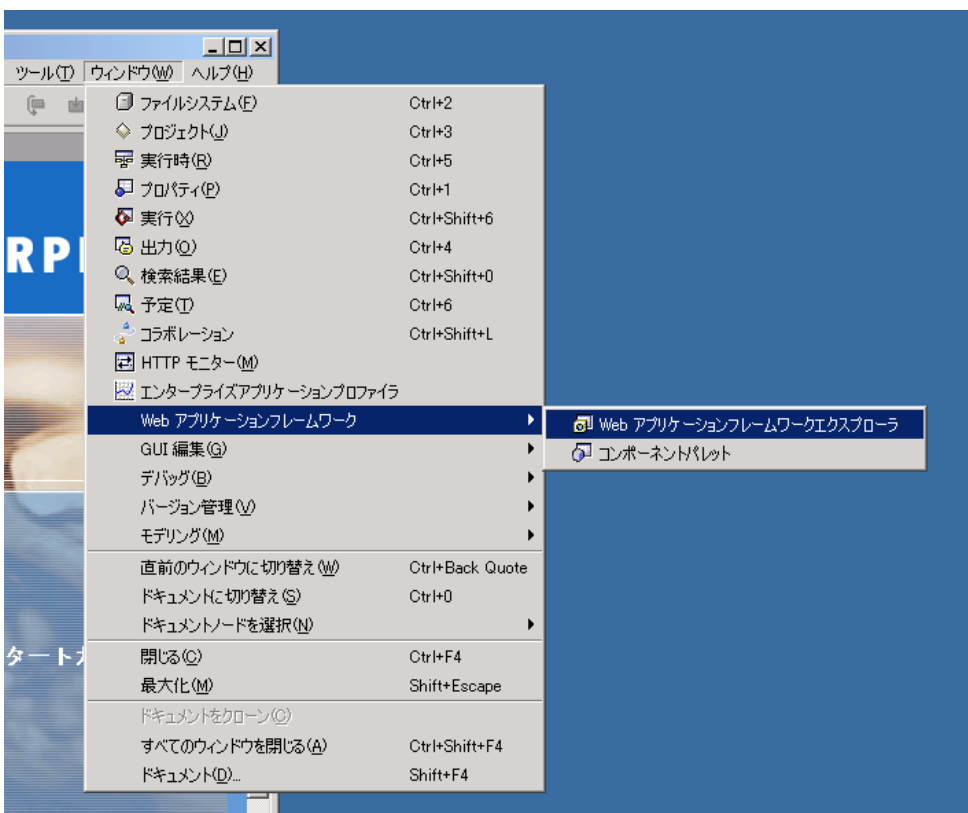 ツール(T) ウィンドウ(W) ヘルプ(H)
ファイルシステム(F) Ctrl+2
プロジェクト(J) Ctrl+3
実行時(R) Ctrl+5
プロパティ(P) Ctrl+1
実行(X) Ctrl+Shift+6
出力(O) Ctrl+4
検索結果(E) Ctrl+Shift+0
予定(T) Ctrl+6
コラボレーション Ctrl+Shift+L
HTTP モニター(M)
エンタープライズアプリケーションプロファイラ
Web アプリケーションフレームワーク
Web アプリケーションフレームワークエクスプローラ
コンポーネントパレット
GUI 編集(G)
デバッグ(B)
バージョン管理(V)
モデリング(M)
直前のウィンドウに切り替え(W) Ctrl+Back Quote
ドキュメントに切り替え(S) Ctrl+0
ドキュメントノードを選択(N)
閉じる(C) Ctrl+F4
最大化(M) Shift+Escape
ドキュメントをクローン(C)
すべてのウィンドウを閉じる(A) Ctrl+Shift+F4
ドキュメント(D)... Shift+F4
RP
タート